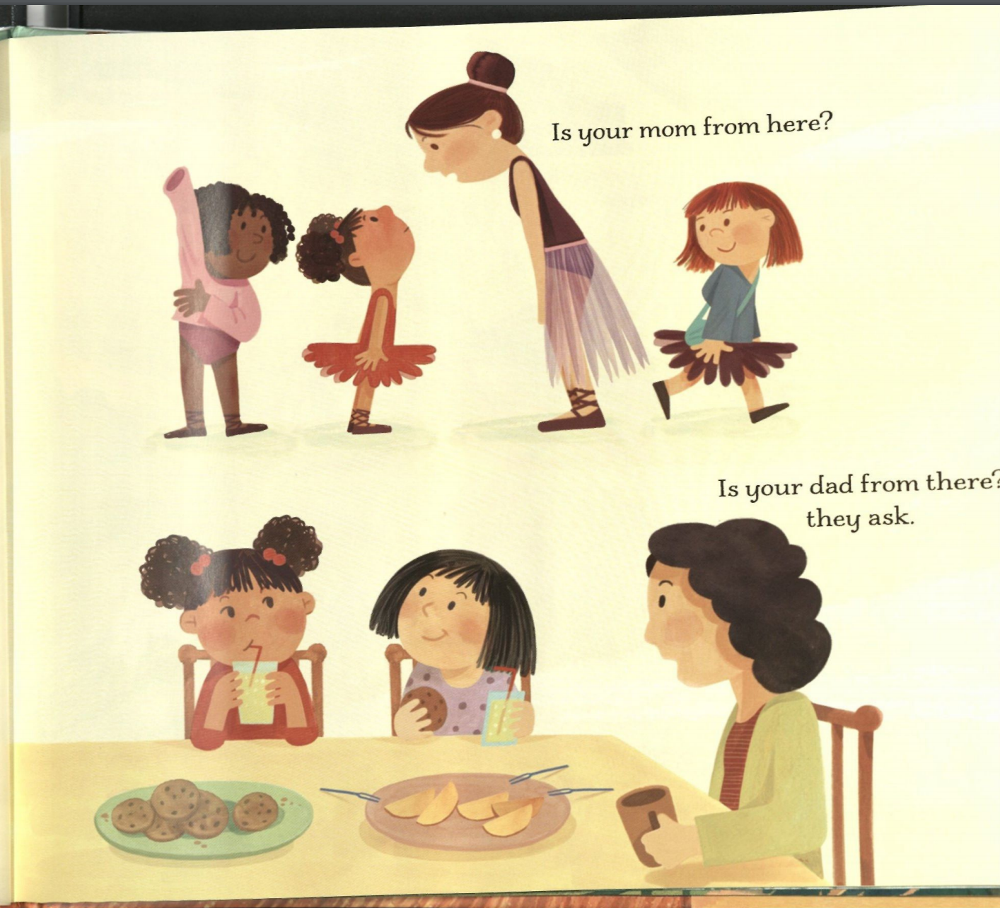 Is your mom from here?
Is your dad from there?
they ask.